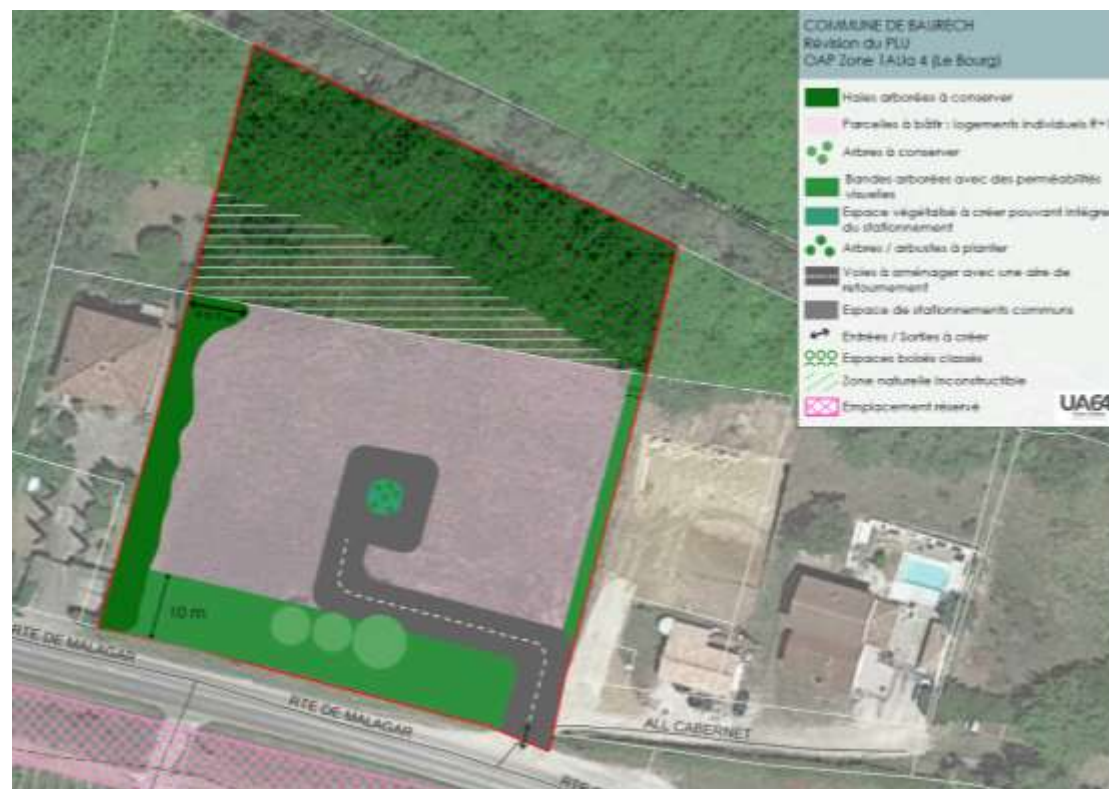 COMMUNE DE BAURECH
Révision du PLU
OAP Zone 1AUa 4 (Le Bourg)
Haies arborées à conserver
Parcelles à bâtir : logements individuels R+1
Arbres à conserver
Bandes arborées avec des perméabilités
visuelles
Espace végétalisé à créer pouvant intégrer
du stationnement
Arbres / arbustes à planter
Voies à aménager avec une aire de
retournement
Espace de stationnements communs
Entrées / Sorties à créer
Espaces boisés classés
Zone naturelle inconstructible
Emplacement réservé
UA64
10 m
RTE DE MALAGAR
RTE DE MALAGAR
ALL CABERNET
RTE